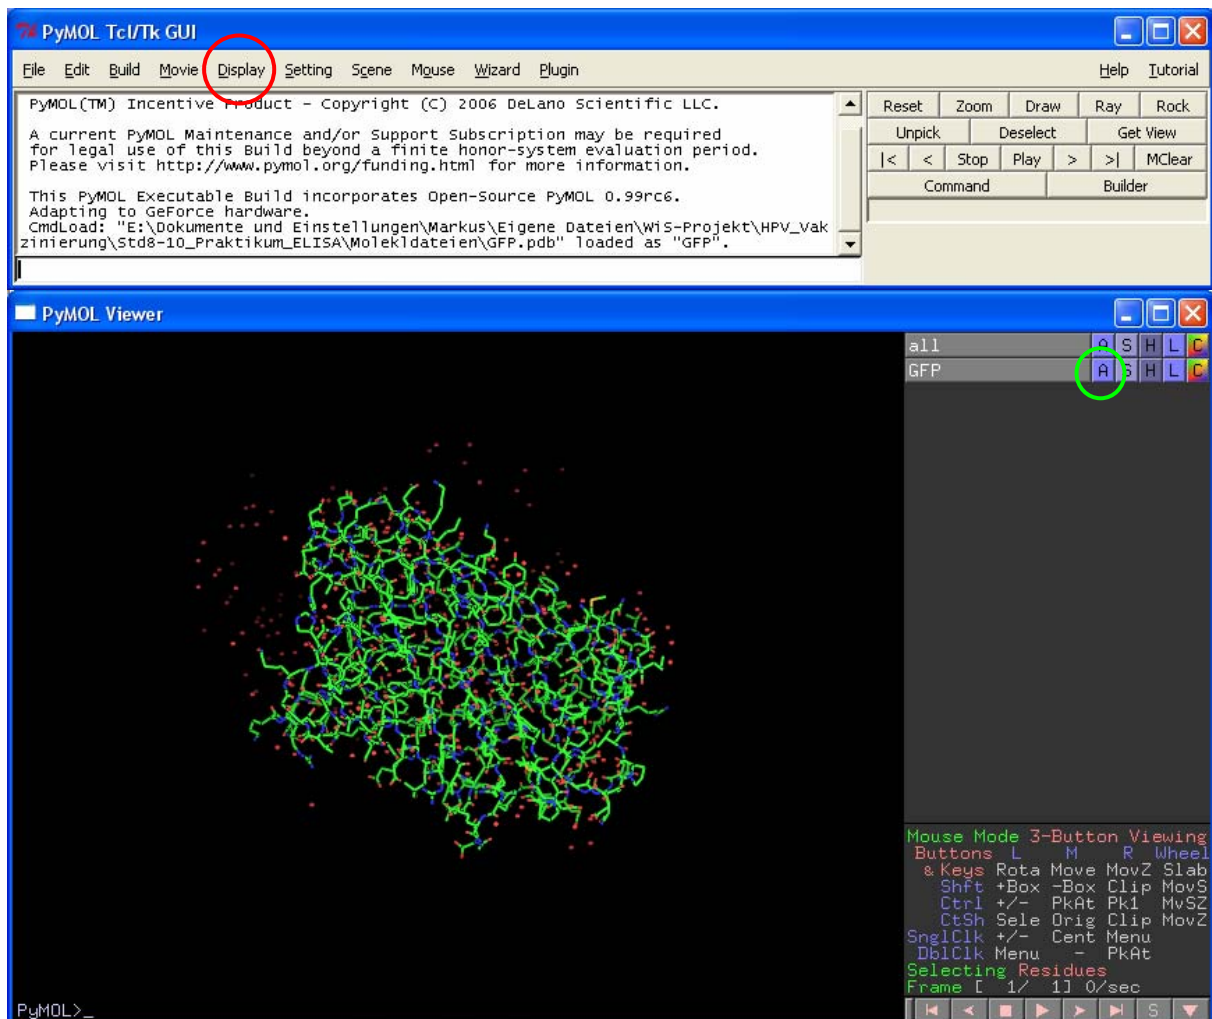 PyMOL Tcl/Tk GUI
File Edit Build Movie Display Setting Scene Mouse Wizard Plugin Help Tutorial
PyMOL(TM) Incentive Product - Copyright (C) 2006 DeLano Scientific LLC.
A current PyMOL Maintenance and/or Support Subscription may be required
for legal use of this Build beyond a finite honor-system evaluation period.
Please visit http://www.pymol.org/funding.html for more information.
This PyMOL Executable Build incorporates Open-Source PyMOL 0.99rc6.
Adapting to GeForce hardware.
CmdLoad: "E:\Dokumente und Einstellungen\Markus\Eigene Dateien\WiS-Projekt\HPV_Vak
zinierung\Std8-10_Praktikum_ELISA\Molekldateien\GFP.pdb" loaded as "GFP".
Reset Zoom Draw Ray Rock
Unpick Deselect Get View
|< < Stop Play > >| MClear
Command Builder
PyMOL Viewer
all A S H L C
GFP A S H L C
Mouse Mode 3-Button Viewing
Buttons L M R Wheel
& Keys Rota Move MovZ Slab
Shft +Box -Box Clip MovS
Ctrl +/- PkAt Pk1 MvSZ
CtSh Sele Orig Clip MovZ
SnglClk +/- Cent Menu
DblClk Menu - PkAt
Selecting Residues
Frame [ 1/ 1] 0/sec
PyMOL>_
S